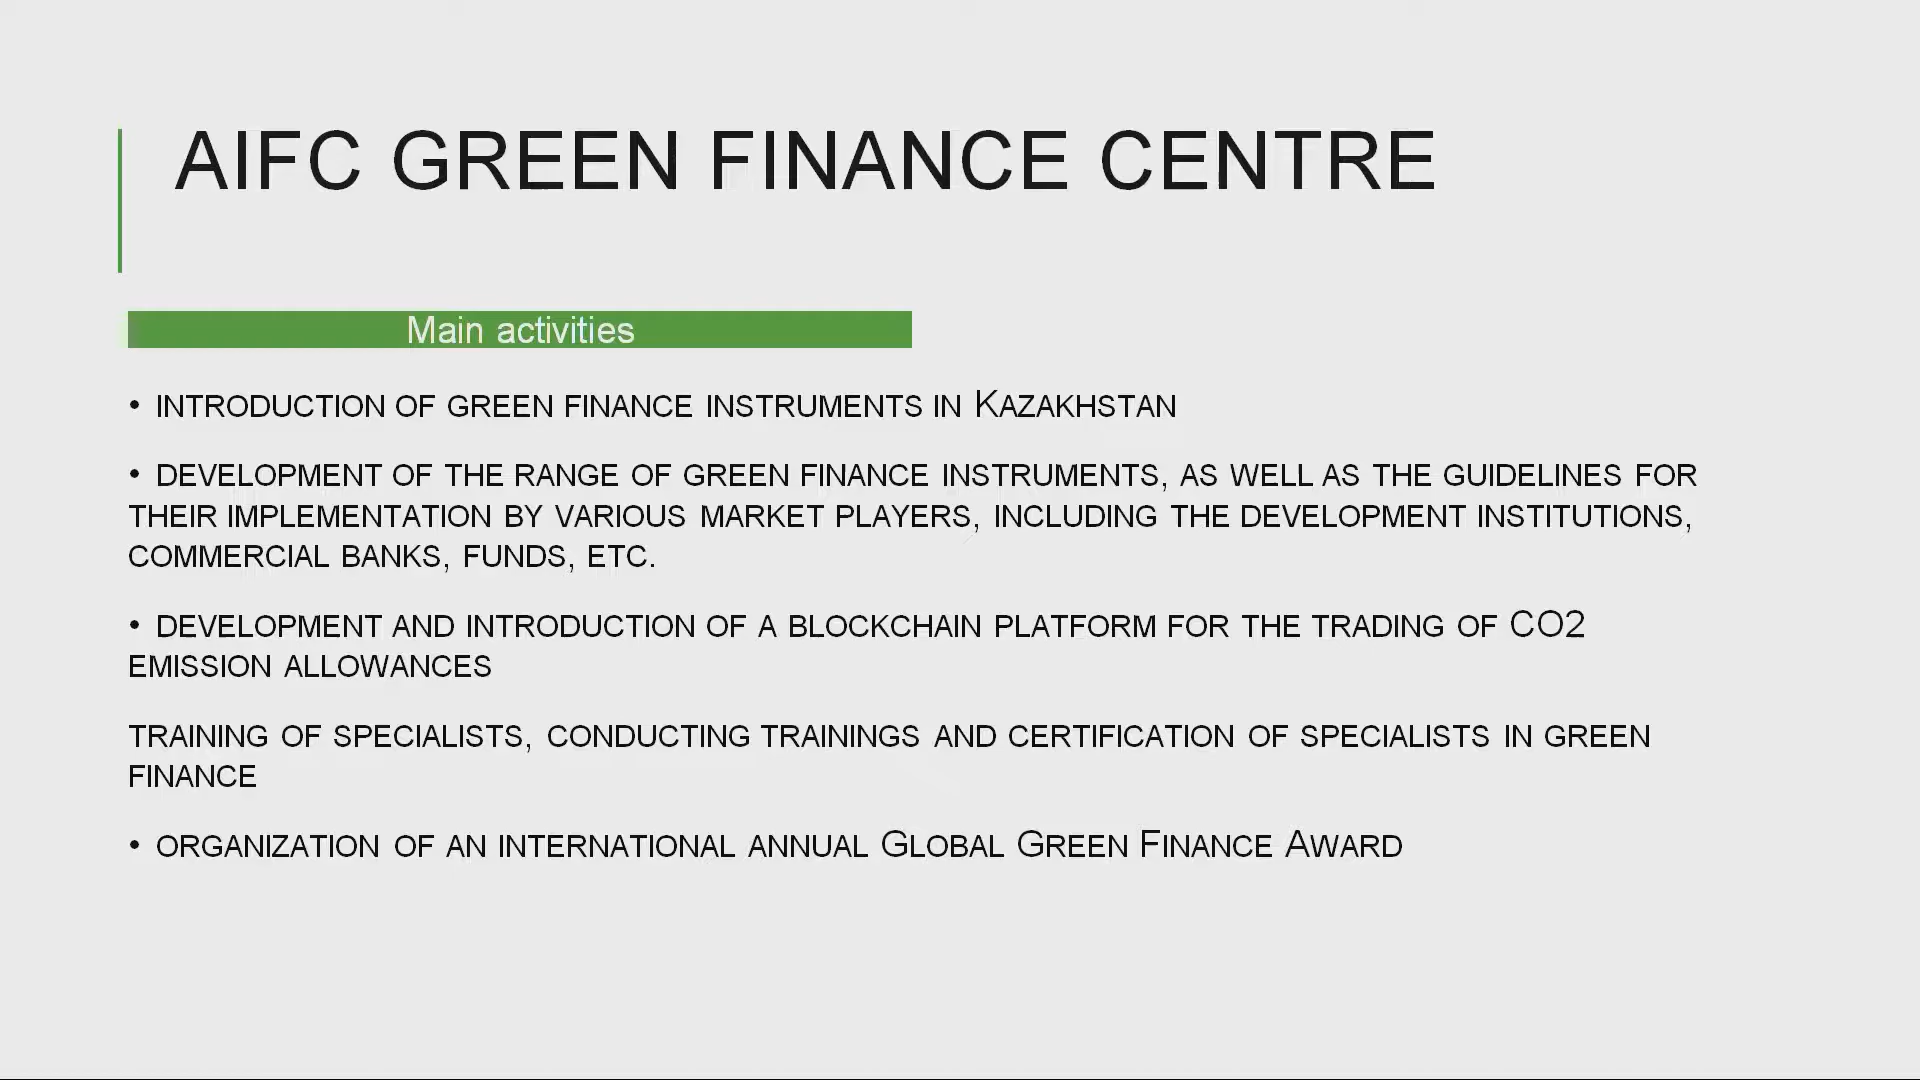 AIFC GREEN FINANCE CENTRE
Main activities
• INTRODUCTION OF GREEN FINANCE INSTRUMENTS IN KAZAKHSTAN
• DEVELOPMENT OF THE RANGE OF GREEN FINANCE INSTRUMENTS, AS WELL AS THE GUIDELINES FOR
THEIR IMPLEMENTATION BY VARIOUS MARKET PLAYERS, INCLUDING THE DEVELOPMENT INSTITUTIONS,
COMMERCIAL BANKS, FUNDS, ETC.
• DEVELOPMENT AND INTRODUCTION OF A BLOCKCHAIN PLATFORM FOR THE TRADING OF CO2
EMISSION ALLOWANCES
TRAINING OF SPECIALISTS, CONDUCTING TRAININGS AND CERTIFICATION OF SPECIALISTS IN GREEN
FINANCE
• ORGANIZATION OF AN INTERNATIONAL ANNUAL GLOBAL GREEN FINANCE AWARD